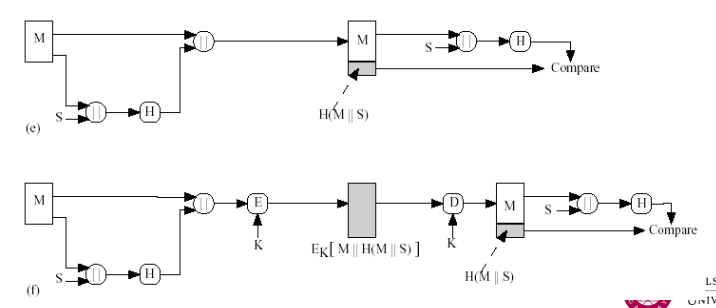 M || M || H
S
Compare
S || H
H(M || S)
(e)
M || E D M || H
K K S
Compare
E_K[ M || H(M || S) ]
S || H
H(M || S)
(f)
LS
UNIV